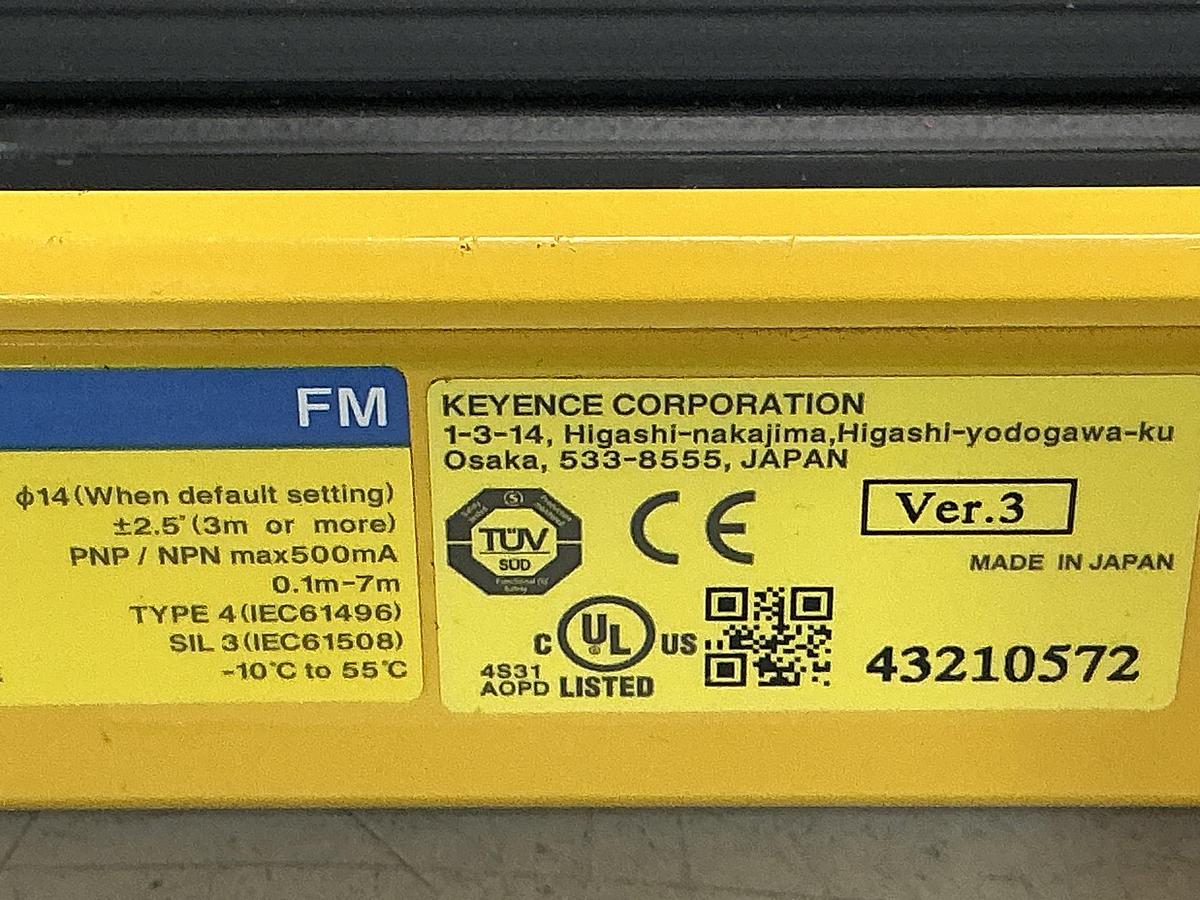 FM
ϕ14(When default setting)
±2.5°(3m or more)
PNP / NPN max500mA
0.1m-7m
TYPE 4(IEC61496)
SIL 3(IEC61508)
-10℃ to 55℃
KEYENCE CORPORATION
1-3-14, Higashi-nakajima,Higashi-yodogawa-ku
Osaka, 533-8555, JAPAN
TÜV
SÜD
Functional
Safety
CE
Ver.3
MADE IN JAPAN
C UL US
4S31
AOPD LISTED
43210572